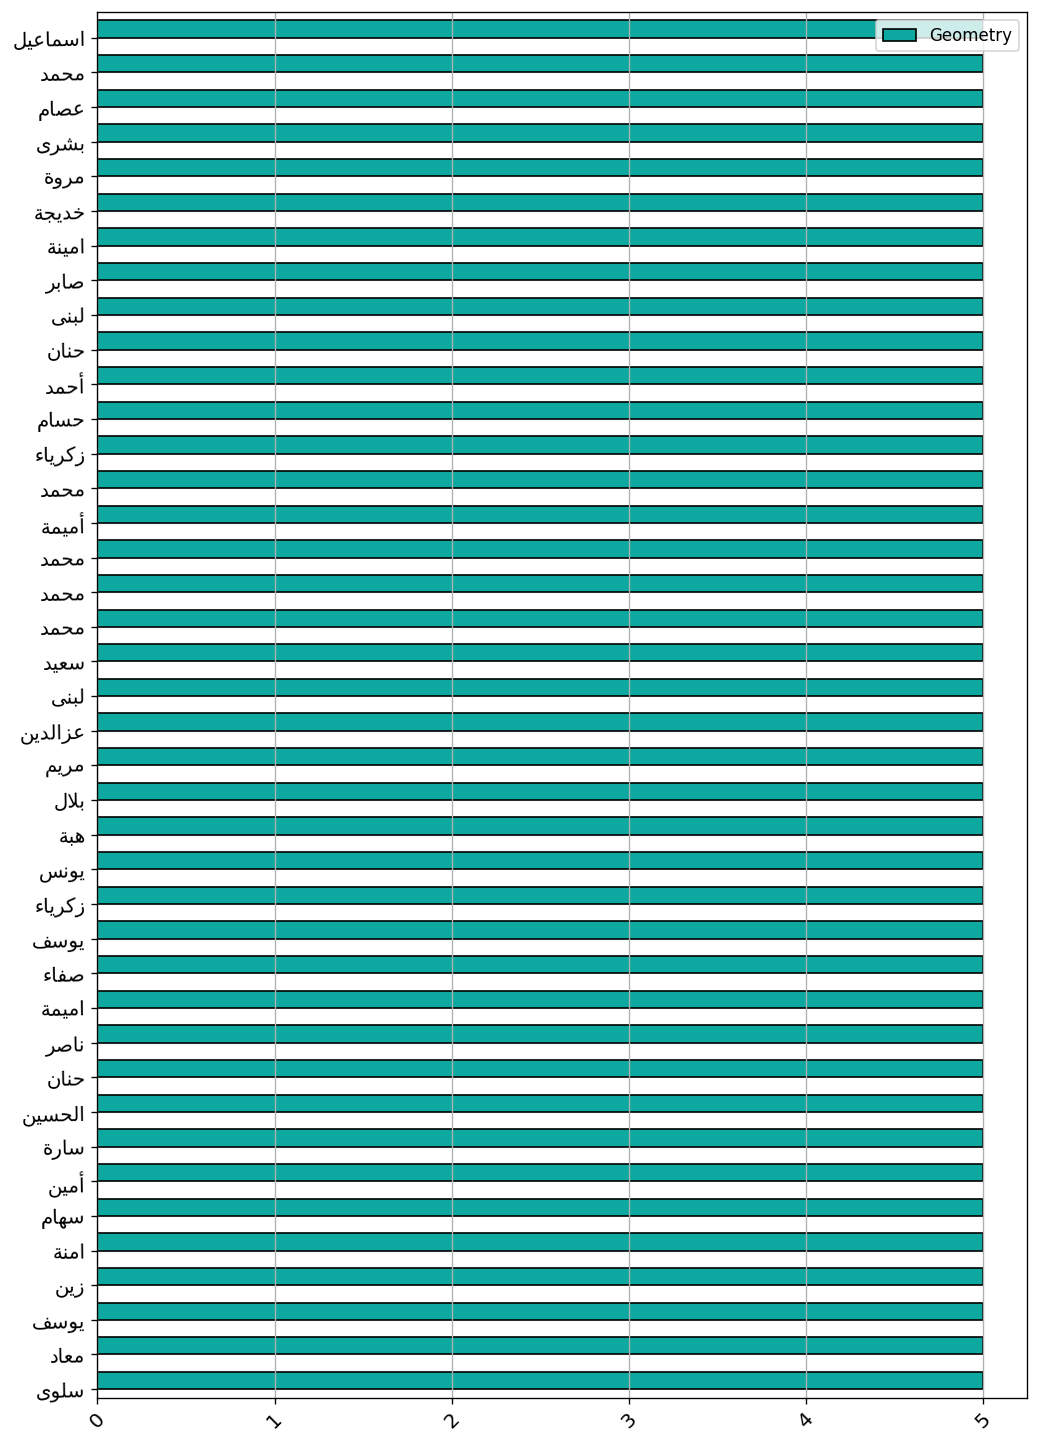 Geometry
اسماعيل
محمد
عصام
بشرى
مروة
خديجة
امينة
صابر
لبنى
حنان
أحمد
حسام
زكرياء
محمد
أميمة
محمد
محمد
محمد
سعيد
لبنى
عزالدين
مريم
بلال
هبة
يونس
زكرياء
يوسف
صفاء
اميمة
ناصر
حنان
الحسين
سارة
أمين
سهام
امنة
زين
يوسف
معاد
سلوى
0 1 2 3 4 5